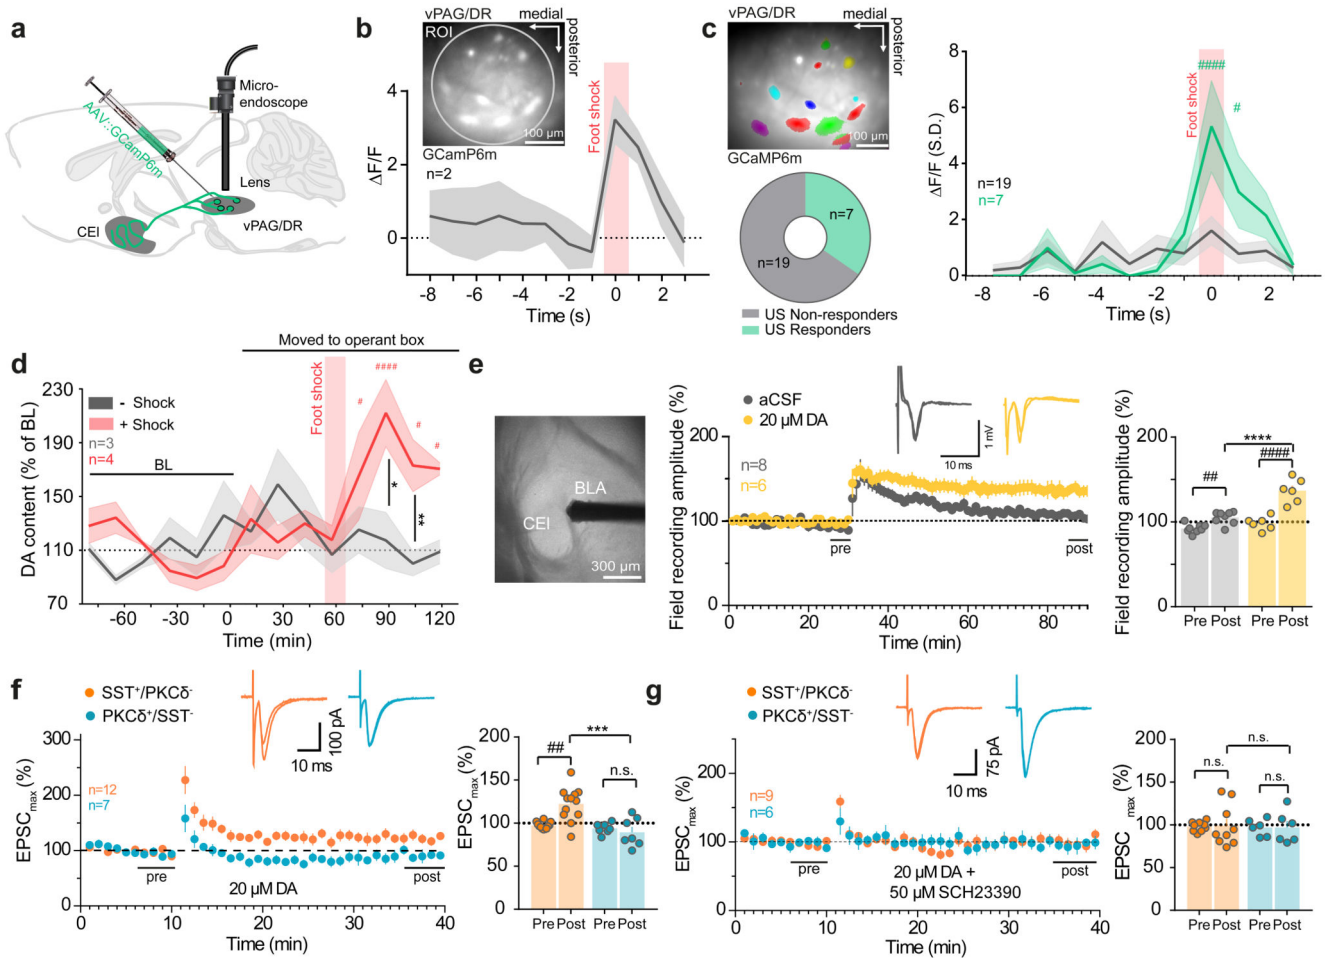 a
Micro-
endoscope
AAV::GCamP6m
Lens
CEl
vPAG/DR
b
vPAG/DR
medial
posterior
ROI
100 µm
GCamP6m
n=2
Foot shock
ΔF/F
4
2
0
-8 -6 -4 -2 0 2
Time (s)
c
vPAG/DR
medial
posterior
100 µm
GCaMP6m
n=7
n=19
US Non-responders
US Responders
ΔF/F (S.D.)
8
6
4
2
0
n=19
n=7
Foot shock
####
#
-8 -6 -4 -2 0 2
Time (s)
d
Moved to operant box
DA content (% of BL)
230
190
150
110
70
- Shock
+ Shock
n=3
n=4
BL
Foot shock
#
####
#
#
*
**
-60 -30 0 30 60 90 120
Time (min)
e
CEl
BLA
300 µm
Field recording amplitude (%)
200
150
100
50
0
aCSF
20 µM DA
n=8
n=6
1 mV
10 ms
pre
post
0 20 40 60 80
Time (min)
Field recording amplitude (%)
200
150
100
50
0
##
####
****
Pre Post Pre Post
f
SST⁺/PKCδ⁻
PKCδ⁺/SST⁻
100 pA
10 ms
EPSCmax (%)
300
200
100
0
n=12
n=7
pre
20 µM DA
post
0 10 20 30 40
Time (min)
EPSCmax (%)
200
150
100
50
0
##
***
n.s.
Pre Post Pre Post
g
SST⁺/PKCδ⁻
PKCδ⁺/SST⁻
75 pA
10 ms
EPSCmax (%)
200
100
0
n=9
n=6
pre
20 µM DA +
50 µM SCH23390
post
0 10 20 30 40
Time (min)
EPSCmax (%)
200
150
100
50
0
n.s.
n.s.
n.s.
Pre Post Pre Post